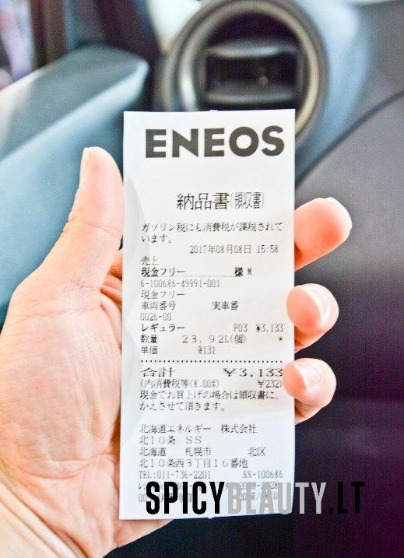 ENEOS
納品書(領収書)
ガソリン税にも消費税が課税されて
います。
2017年08月08日 15:58
売上
現金フリー 様 M
6-100686-49991-001
現金フリー
車両番号 実車番
0026-00
レギュラー P03 ¥3,133
数量 23.92L(個) *
単価 @131
合計 ¥3,133
(内消費税等(8.00%) ¥232)
現金でお買上げの場合は領収書に、
かえさせて頂きます。
北海道エネルギー 株式会社
北10条 SS
北海道 札幌市 北区
北10条西3丁目16番地
TEL:011-736-2201 SS-100686
SPICYBEAUTY.LT